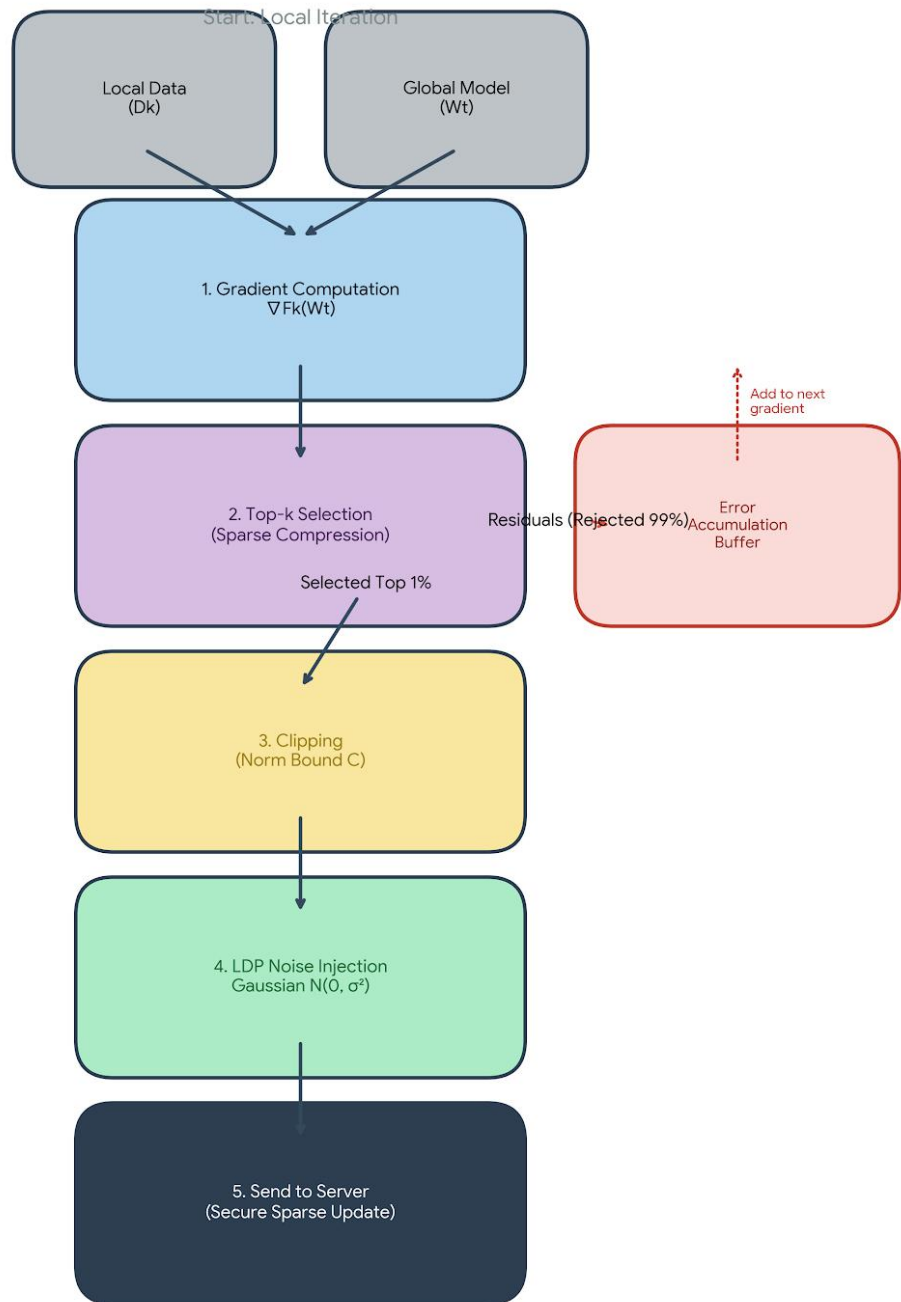 Start: Local Iteration
Local Data
(Dk)
Global Model
(Wt)
1. Gradient Computation
∇Fk(Wt)
Add to next
gradient
2. Top-k Selection
(Sparse Compression)
Residuals (Rejected 99%)
Error
Accumulation
Buffer
Selected Top 1%
3. Clipping
(Norm Bound C)
4. LDP Noise Injection
Gaussian N(0, σ²)
5. Send to Server
(Secure Sparse Update)